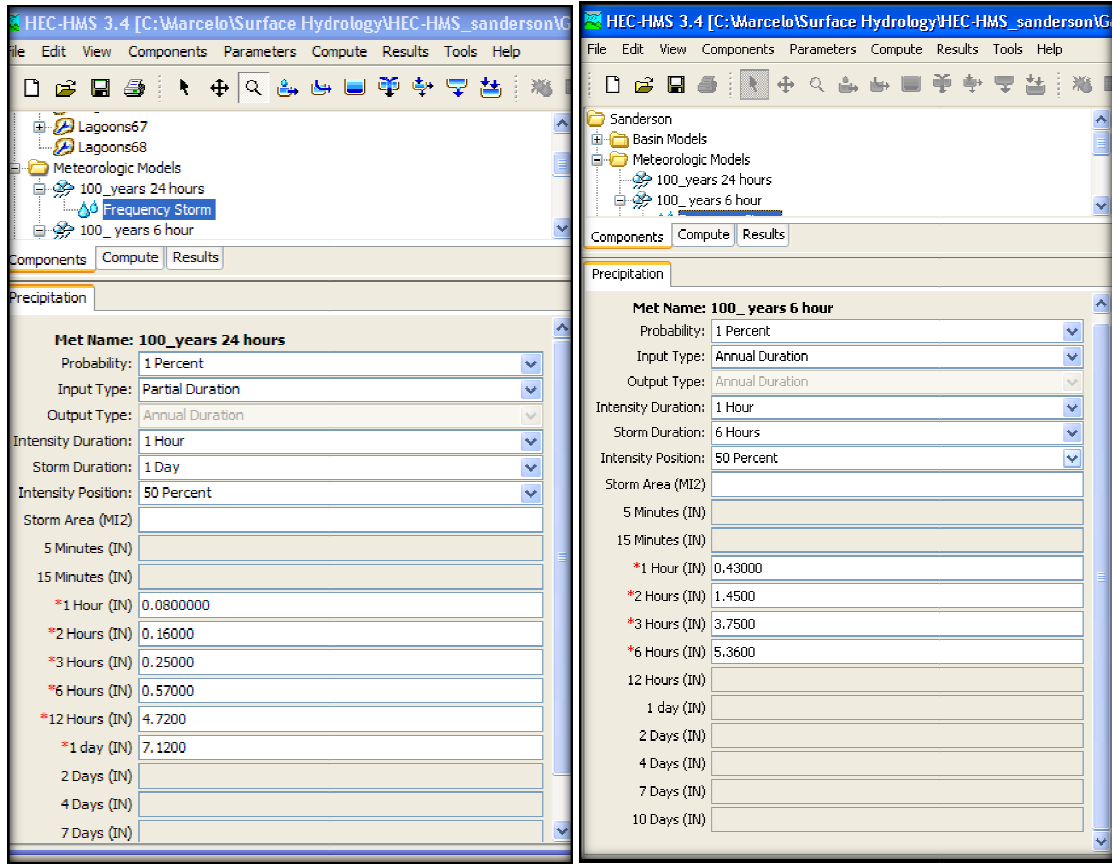 HEC-HMS 3.4 [C:\Marcelo\Surface Hydrology\HEC-HMS_sanderson\G
File Edit View Components Parameters Compute Results Tools Help
Lagoons67
Lagoons68
Meteorologic Models
100_years 24 hours
Frequency Storm
100_ years 6 hour
Components Compute Results
Precipitation
Met Name: 100_years 24 hours
Probability: 1 Percent
Input Type: Partial Duration
Output Type: Annual Duration
Intensity Duration: 1 Hour
Storm Duration: 1 Day
Intensity Position: 50 Percent
Storm Area (MI2)
5 Minutes (IN)
15 Minutes (IN)
*1 Hour (IN) 0.0800000
*2 Hours (IN) 0.16000
*3 Hours (IN) 0.25000
*6 Hours (IN) 0.57000
*12 Hours (IN) 4.7200
*1 day (IN) 7.1200
2 Days (IN)
4 Days (IN)
7 Days (IN)
HEC-HMS 3.4 [C:\Marcelo\Surface Hydrology\HEC-HMS_sanderson\Ga
File Edit View Components Parameters Compute Results Tools Help
Sanderson
Basin Models
Meteorologic Models
100_years 24 hours
100_ years 6 hour
Components Compute Results
Precipitation
Met Name: 100_ years 6 hour
Probability: 1 Percent
Input Type: Annual Duration
Output Type: Annual Duration
Intensity Duration: 1 Hour
Storm Duration: 6 Hours
Intensity Position: 50 Percent
Storm Area (MI2)
5 Minutes (IN)
15 Minutes (IN)
*1 Hour (IN) 0.43000
*2 Hours (IN) 1.4500
*3 Hours (IN) 3.7500
*6 Hours (IN) 5.3600
12 Hours (IN)
1 day (IN)
2 Days (IN)
4 Days (IN)
7 Days (IN)
10 Days (IN)